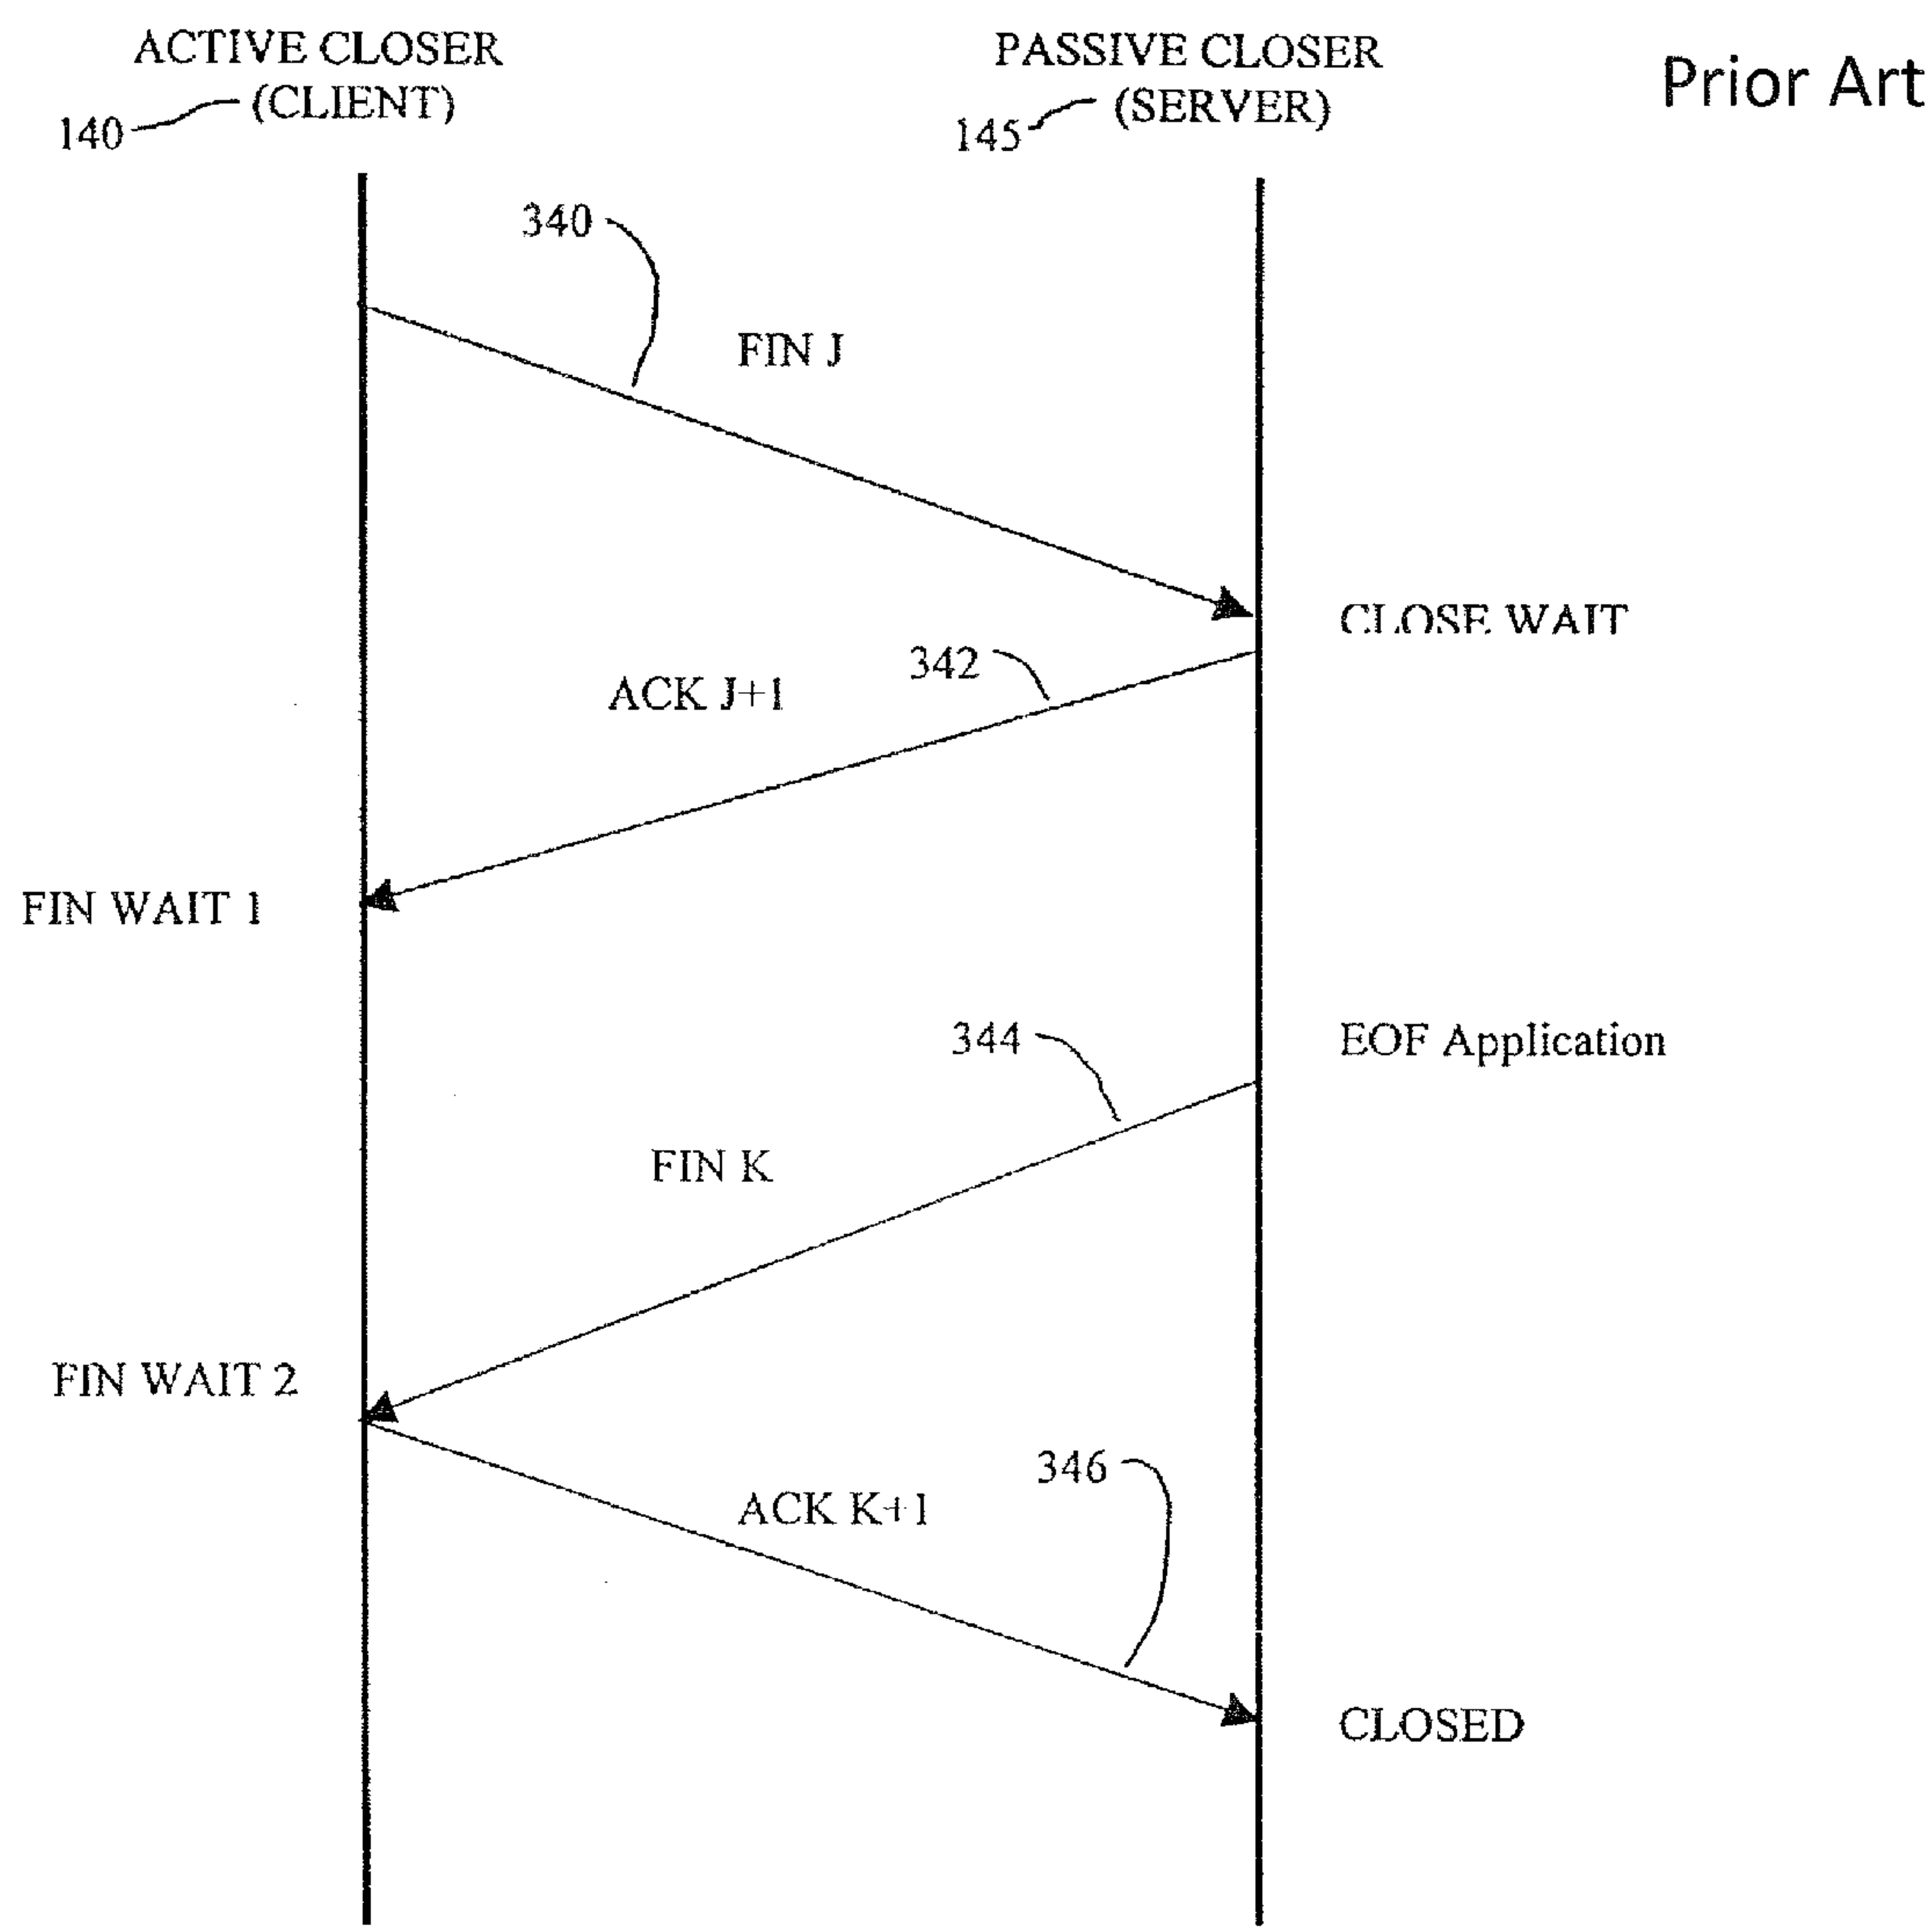 ACTIVE CLOSER
(CLIENT)
140
PASSIVE CLOSER
(SERVER)
145
Prior Art
340
FIN J
CLOSE WAIT
342
ACK J+1
FIN WAIT 1
344
EOF Application
FIN K
FIN WAIT 2
346
ACK K+1
CLOSED